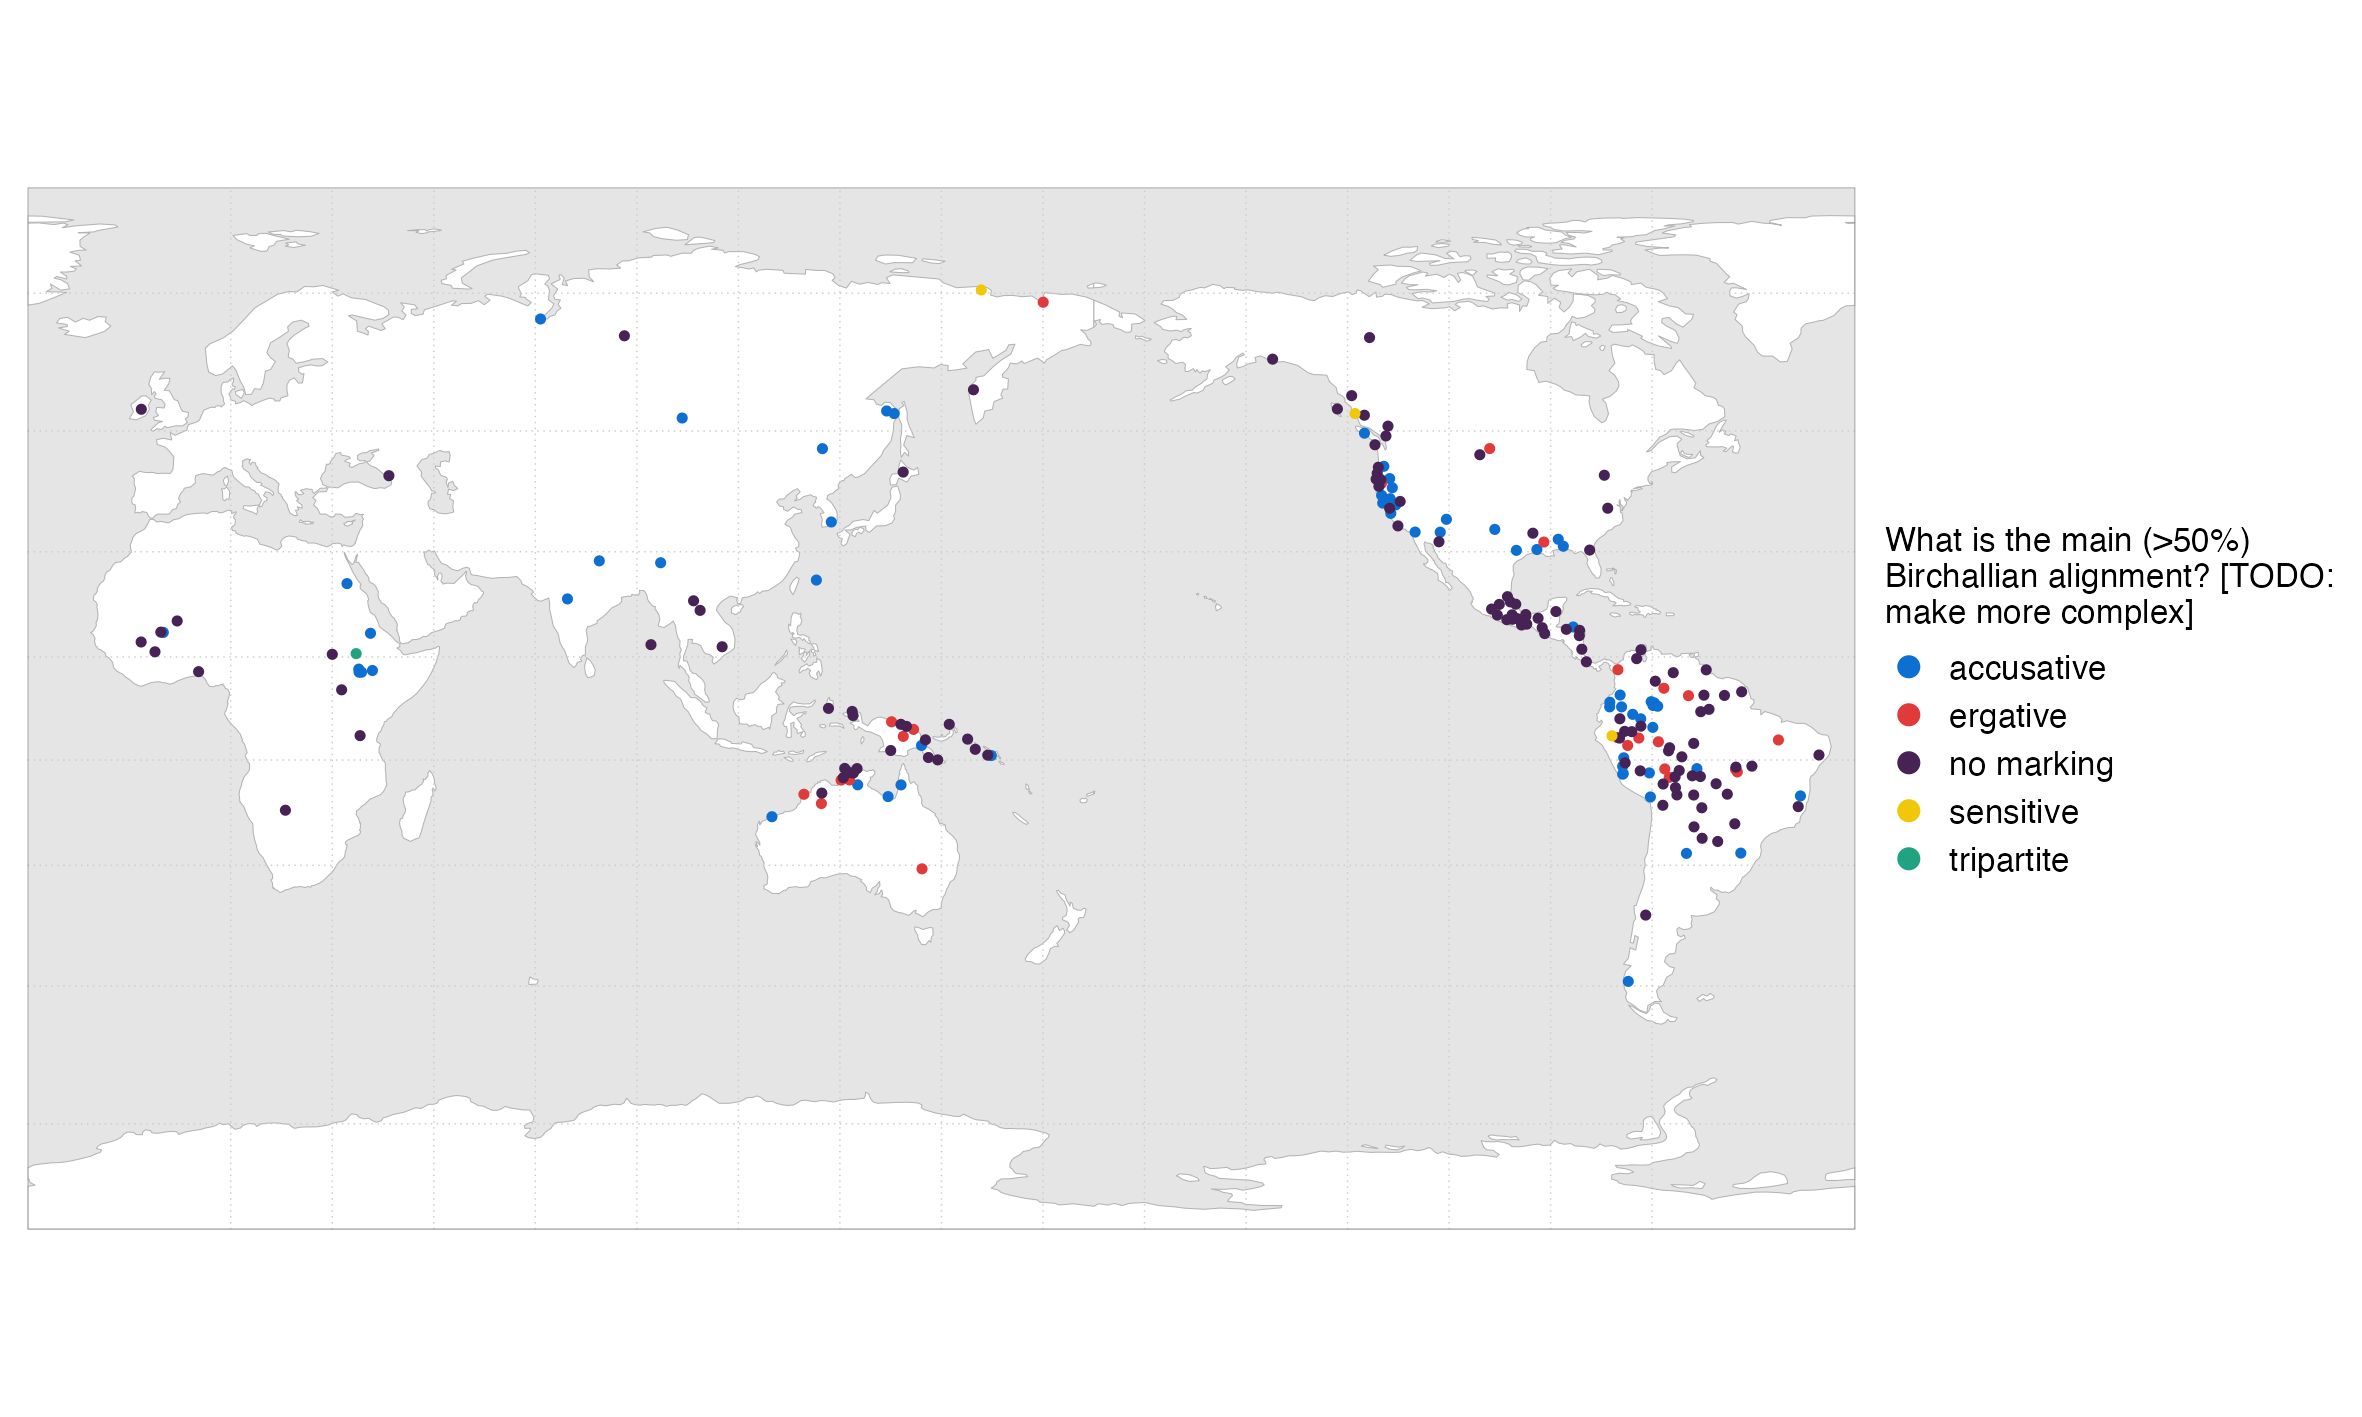 What is the main (>50%)
Birchallian alignment? [TODO:
make more complex]
accusative
ergative
no marking
sensitive
tripartite